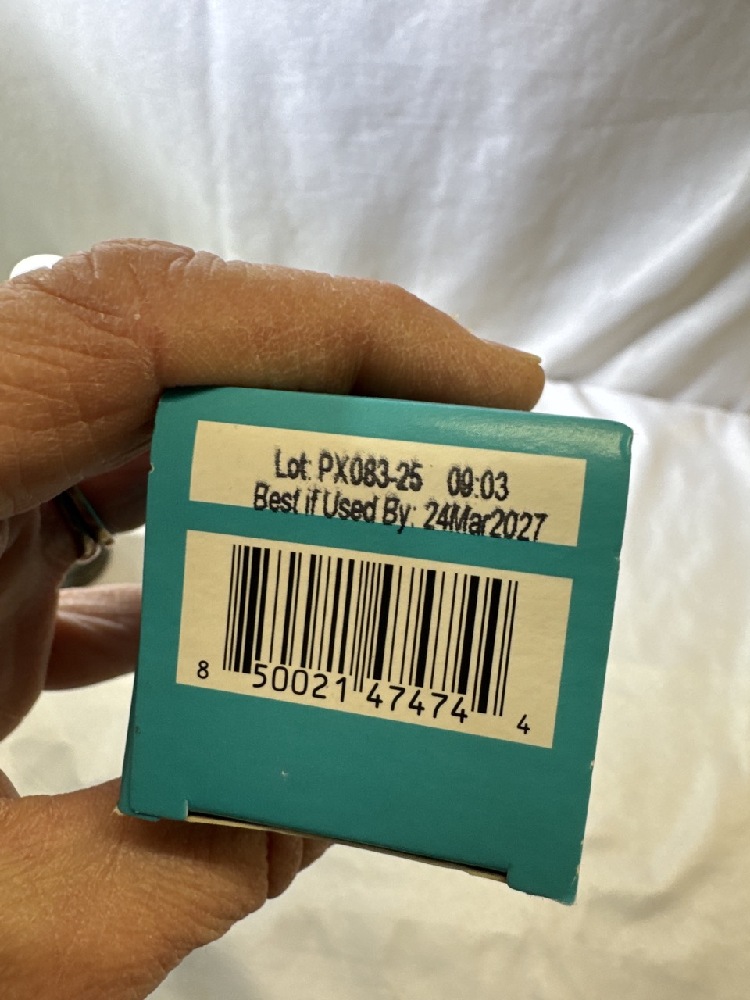 Lot: PX083-25 09:03
Best if Used By: 24Mar2027
8 50021 47474 4